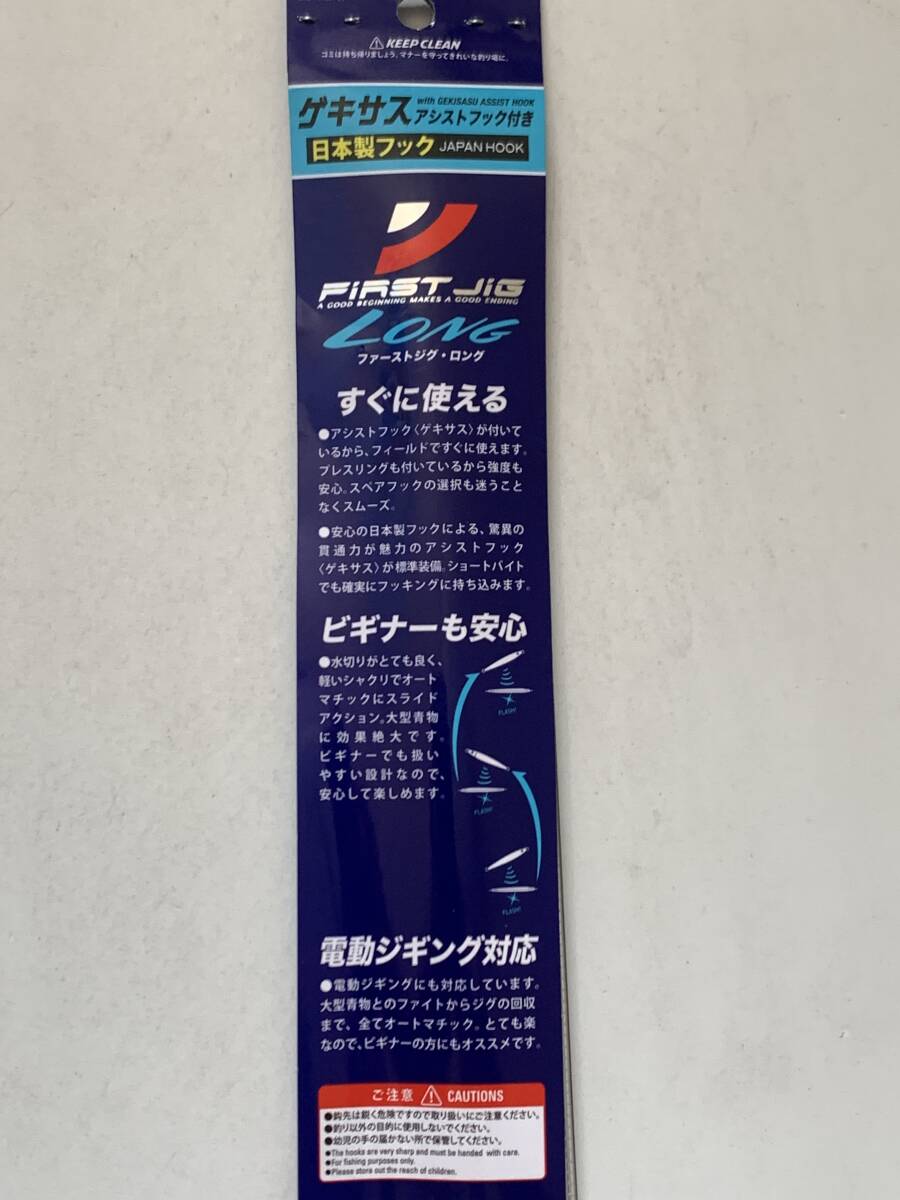 KEEP CLEAN
ゴミは持ち帰りましょう。マナーを守ってきれいな釣り場に。
with GEKISASU ASSIST HOOK
ゲキサス アシストフック付き
日本製フック JAPAN HOOK
FiRST JiG
A GOOD BEGINNING MAKES A GOOD ENDING
LONG
ファーストジグ・ロング
すぐに使える
●アシストフック〈ゲキサス〉が付いて
いるから、フィールドですぐに使えます。
プレスリングも付いているから強度も
安心。スペアフックの選択も迷うこと
なくスムーズ。
●安心の日本製フックによる、驚異の
貫通力が魅力のアシストフック
〈ゲキサス〉が標準装備。ショートバイト
でも確実にフッキングに持ち込みます。
ビギナーも安心
●水切りがとても良く、
軽いシャクリでオート
マチックにスライド
アクション。大型青物
に効果絶大です。
ビギナーでも扱い
やすい設計なので、
安心して楽しめます。
FLASH!
FLASH!
FLASH!
電動ジギング対応
●電動ジギングにも対応しています。
大型青物とのファイトからジグの回収
まで、全てオートマチック。とても楽
なので、ビギナーの方にもオススメです。
ご注意 CAUTIONS
●鈎先は鋭く危険ですので取り扱いにご注意ください。
●釣り以外の目的に使用しないでください。
●幼児の手の届かない所で保管してください。
●The hooks are very sharp and must be handed with care.
●For fishing purposes only.
●Please store out the reach of children.